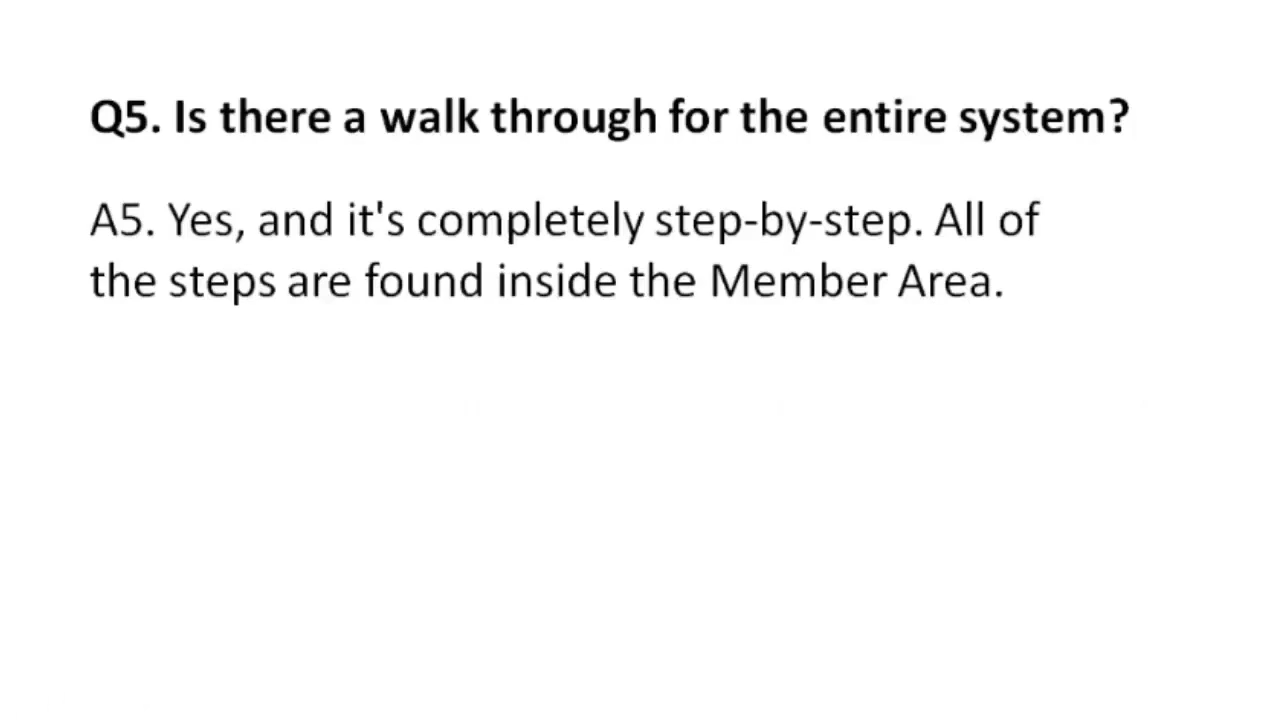 Q5. Is there a walk through for the entire system?
A5. Yes, and it's completely step-by-step. All of
the steps are found inside the Member Area.